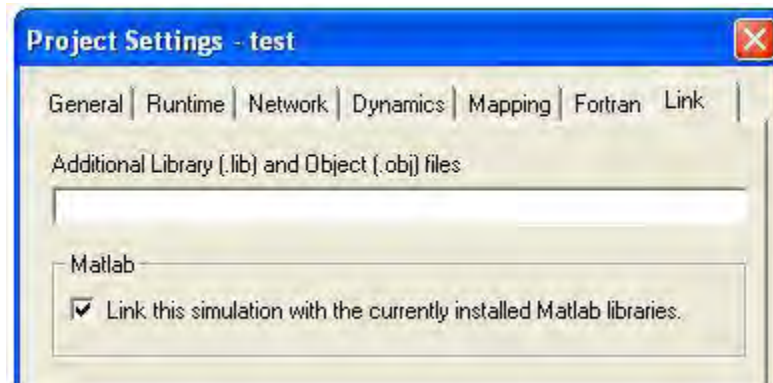 Project Settings - test
General Runtime Network Dynamics Mapping Fortran Link
Additional Library (.lib) and Object (.obj) files
Matlab
Link this simulation with the currently installed Matlab libraries.